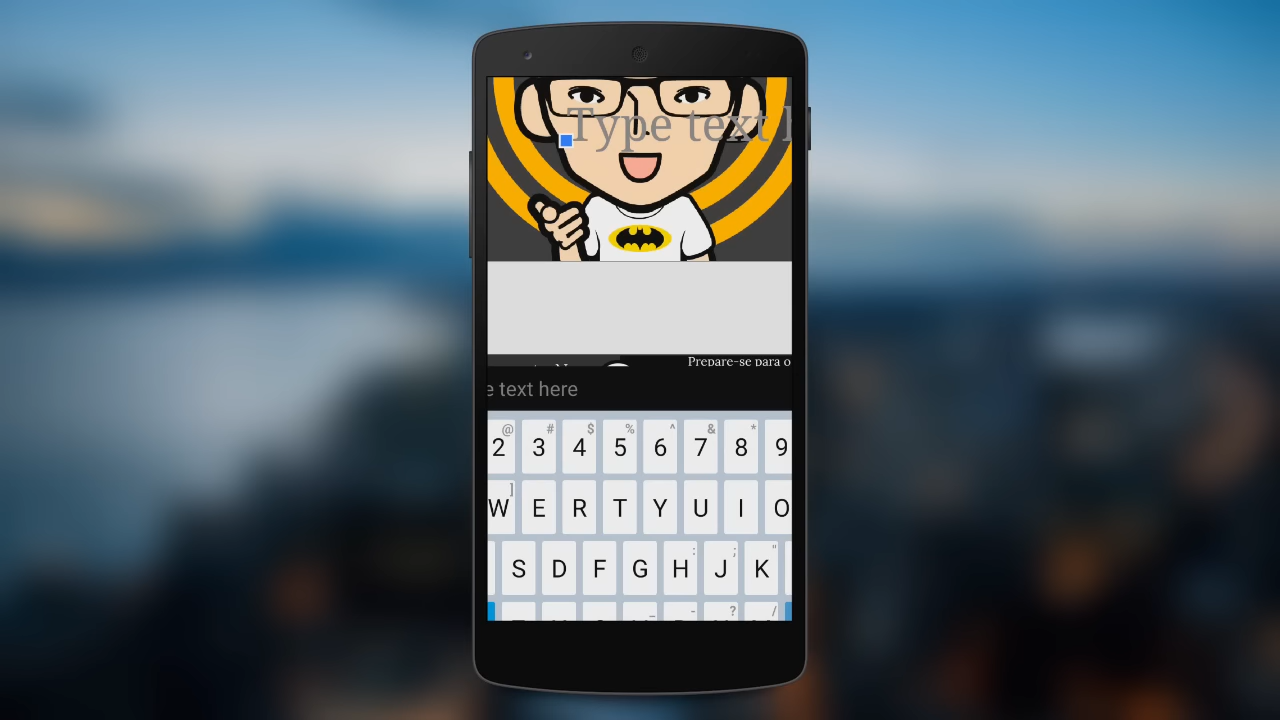 Type text
Prepare-se para o
e text here
@ # $ % ^ & *
2 3 4 5 6 7 8 9
]
W E R T Y U I O
: ; "
S D F G H J K
_ - ? /